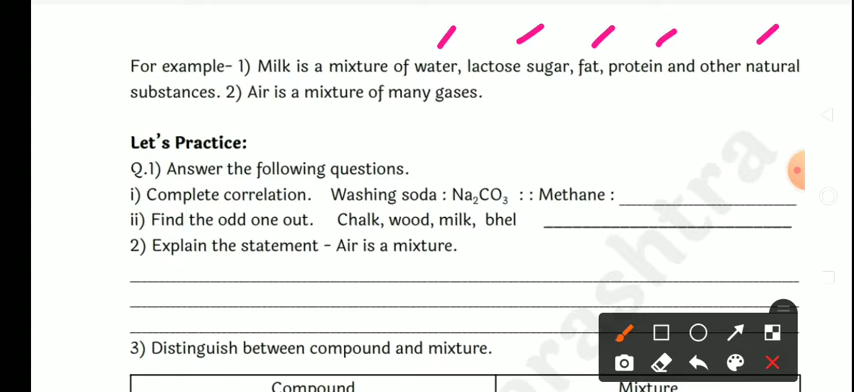 For example- 1) Milk is a mixture of water, lactose sugar, fat, protein and other natural
substances. 2) Air is a mixture of many gases.
Let's Practice:
Q.1) Answer the following questions.
i) Complete correlation. Washing soda : Na₂CO₃ : : Methane : ____________________
ii) Find the odd one out. Chalk, wood, milk, bhel ____________________
2) Explain the statement - Air is a mixture.
3) Distinguish between compound and mixture.
Compound Mixture